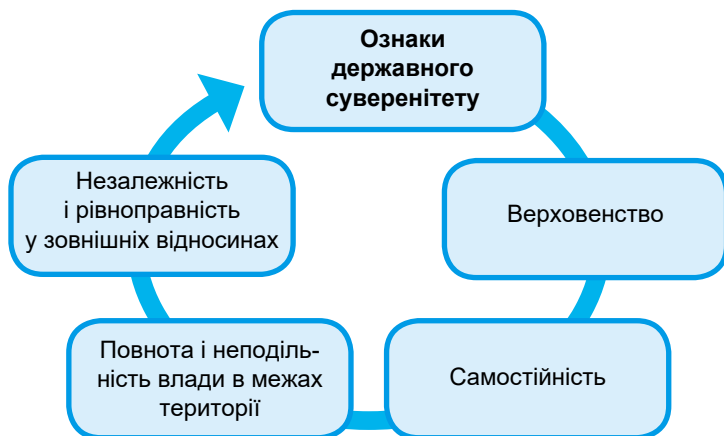 Ознаки
державного
суверенітету
Верховенство
Самостійність
Повнота і неподіль-
ність влади в межах
території
Незалежність
і рівноправність
у зовнішніх відносинах